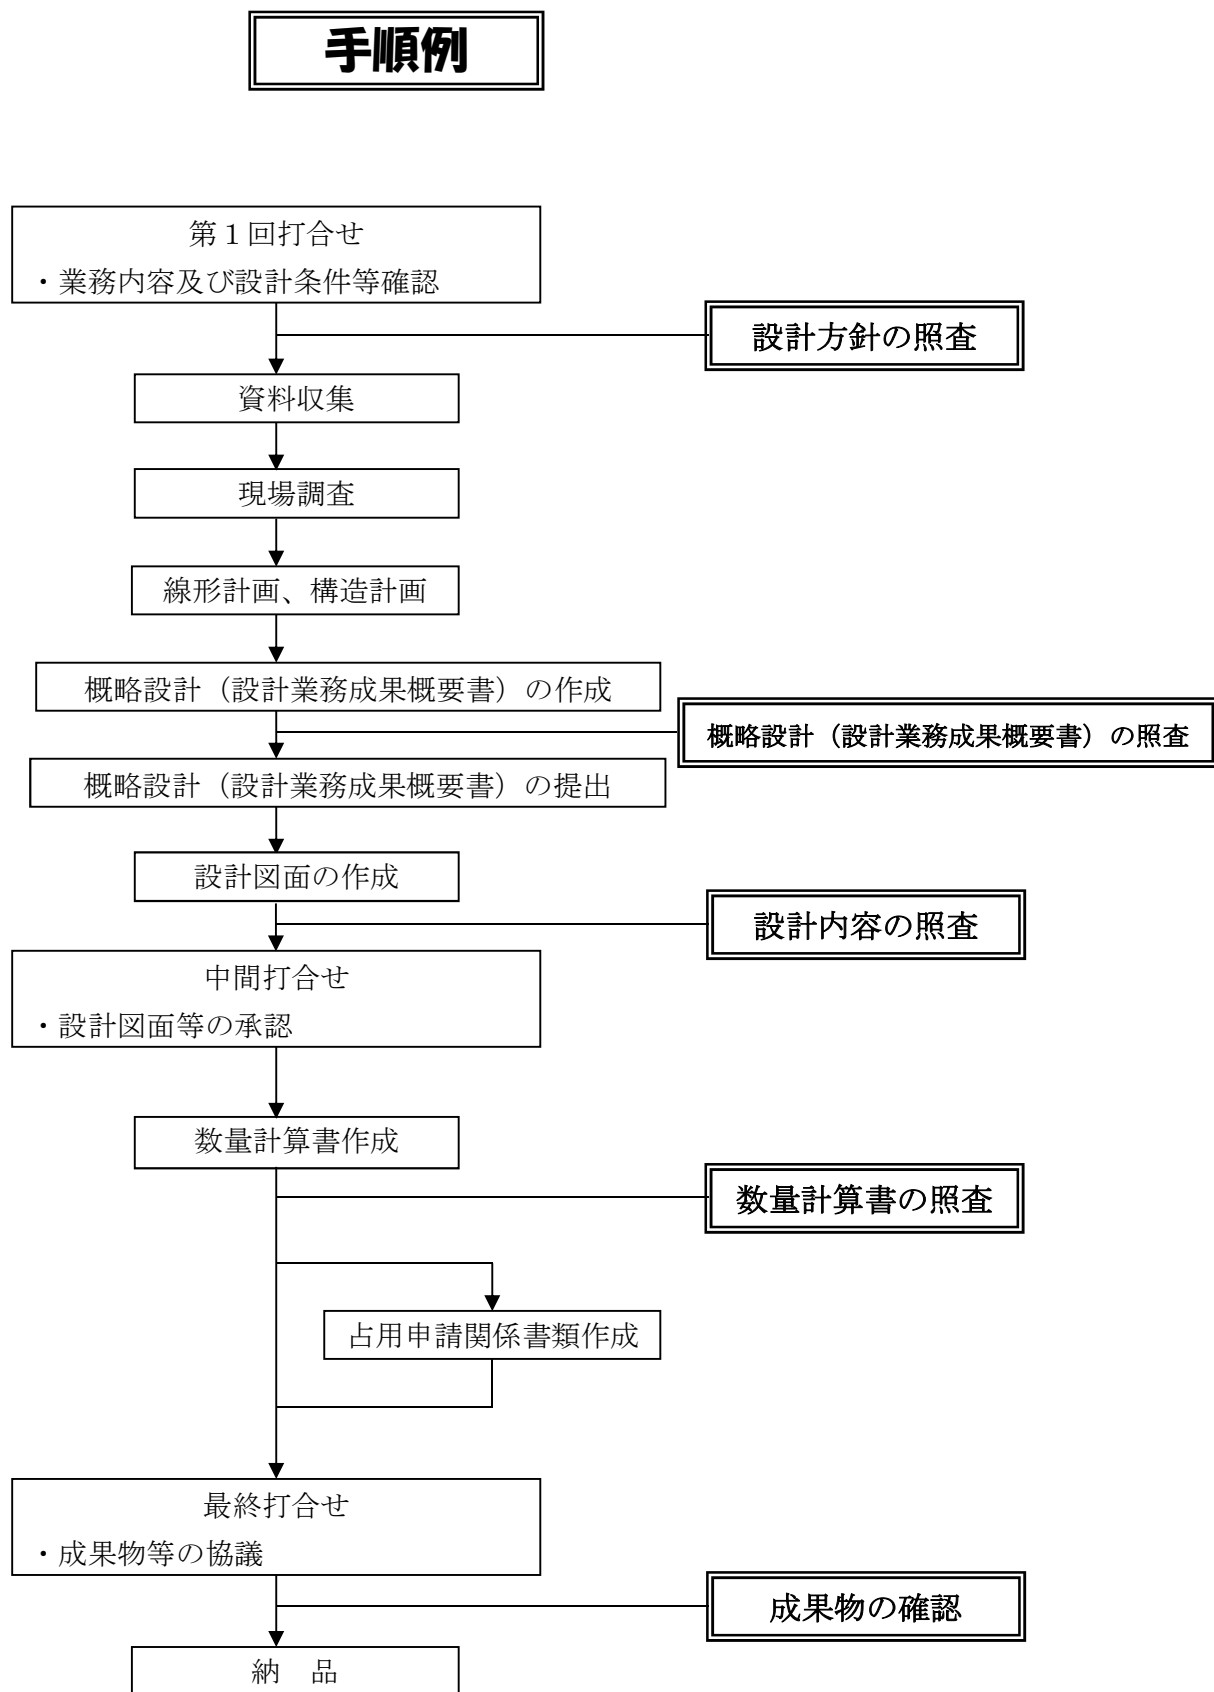 手順例
第１回打合せ
・業務内容及び設計条件等確認
設計方針の照査
資料収集
現場調査
線形計画、構造計画
概略設計（設計業務成果概要書）の作成
概略設計（設計業務成果概要書）の照査
概略設計（設計業務成果概要書）の提出
設計図面の作成
設計内容の照査
中間打合せ
・設計図面等の承認
数量計算書作成
数量計算書の照査
占用申請関係書類作成
最終打合せ
・成果物等の協議
成果物の確認
納　品